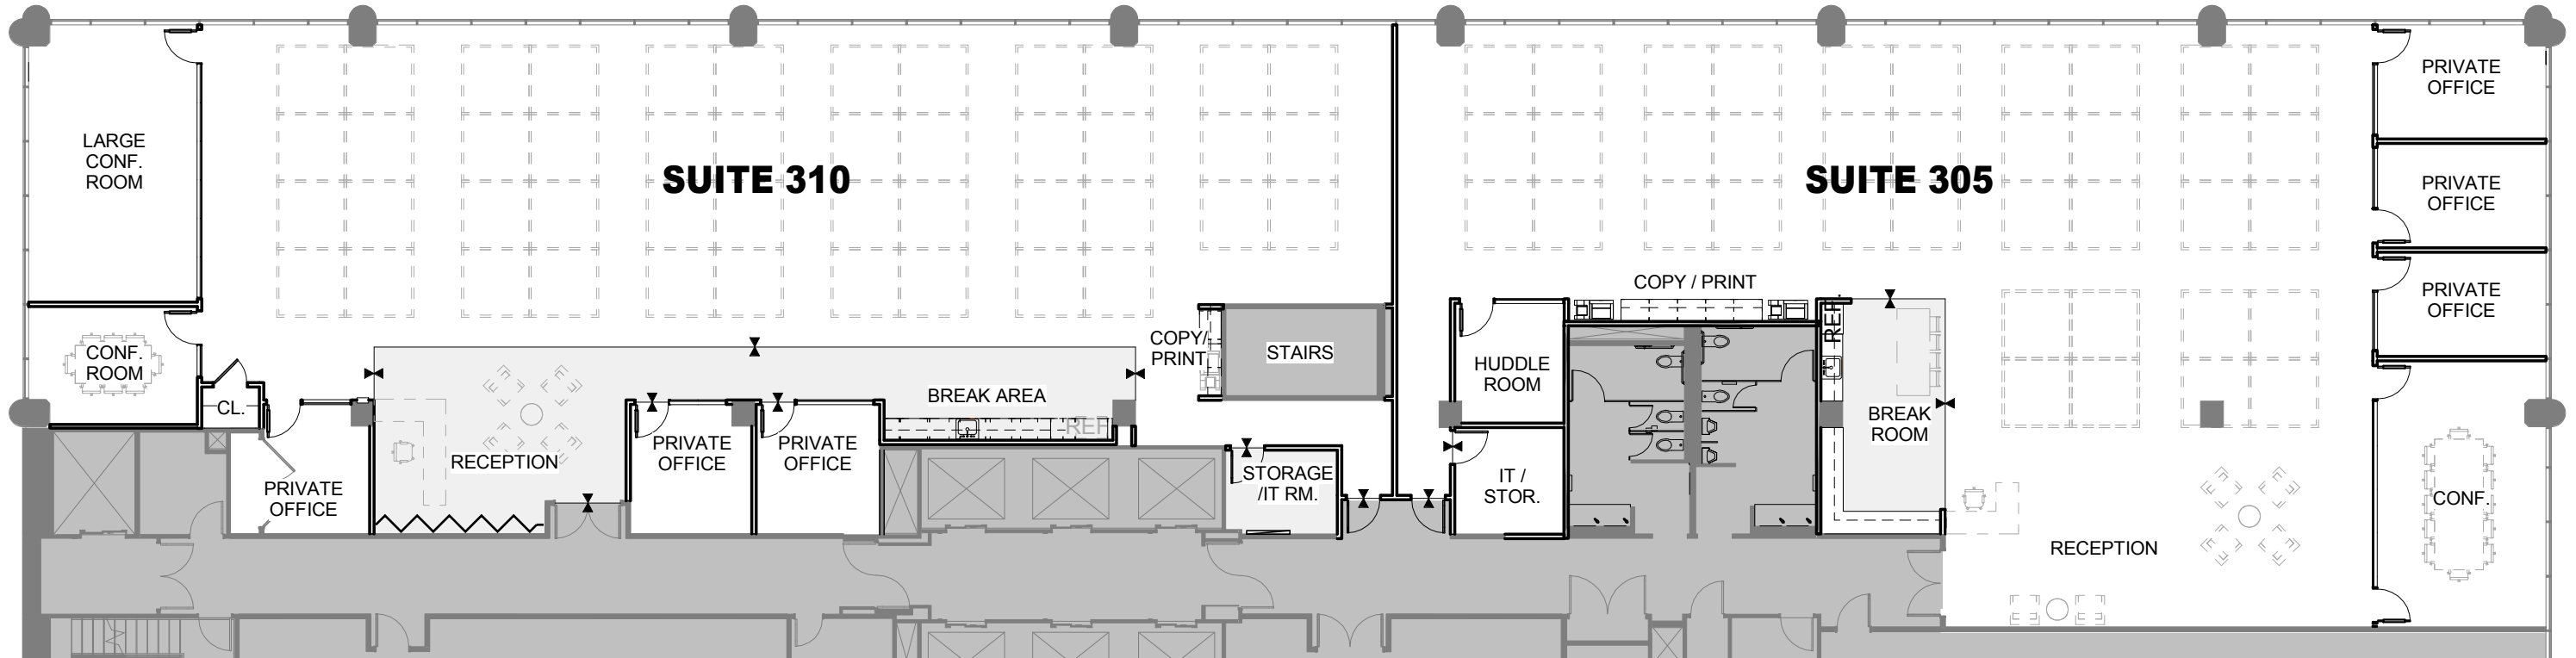 LARGE
CONF.
ROOM
SUITE 310
CONF.
ROOM
CL.
PRIVATE
OFFICE
RECEPTION
PRIVATE
OFFICE
PRIVATE
OFFICE
BREAK AREA
REF
COPY/
PRINT
STAIRS
STORAGE
/IT RM.
SUITE 305
COPY / PRINT
HUDDLE
ROOM
IT /
STOR.
REF.
BREAK
ROOM
RECEPTION
PRIVATE
OFFICE
PRIVATE
OFFICE
PRIVATE
OFFICE
CONF.